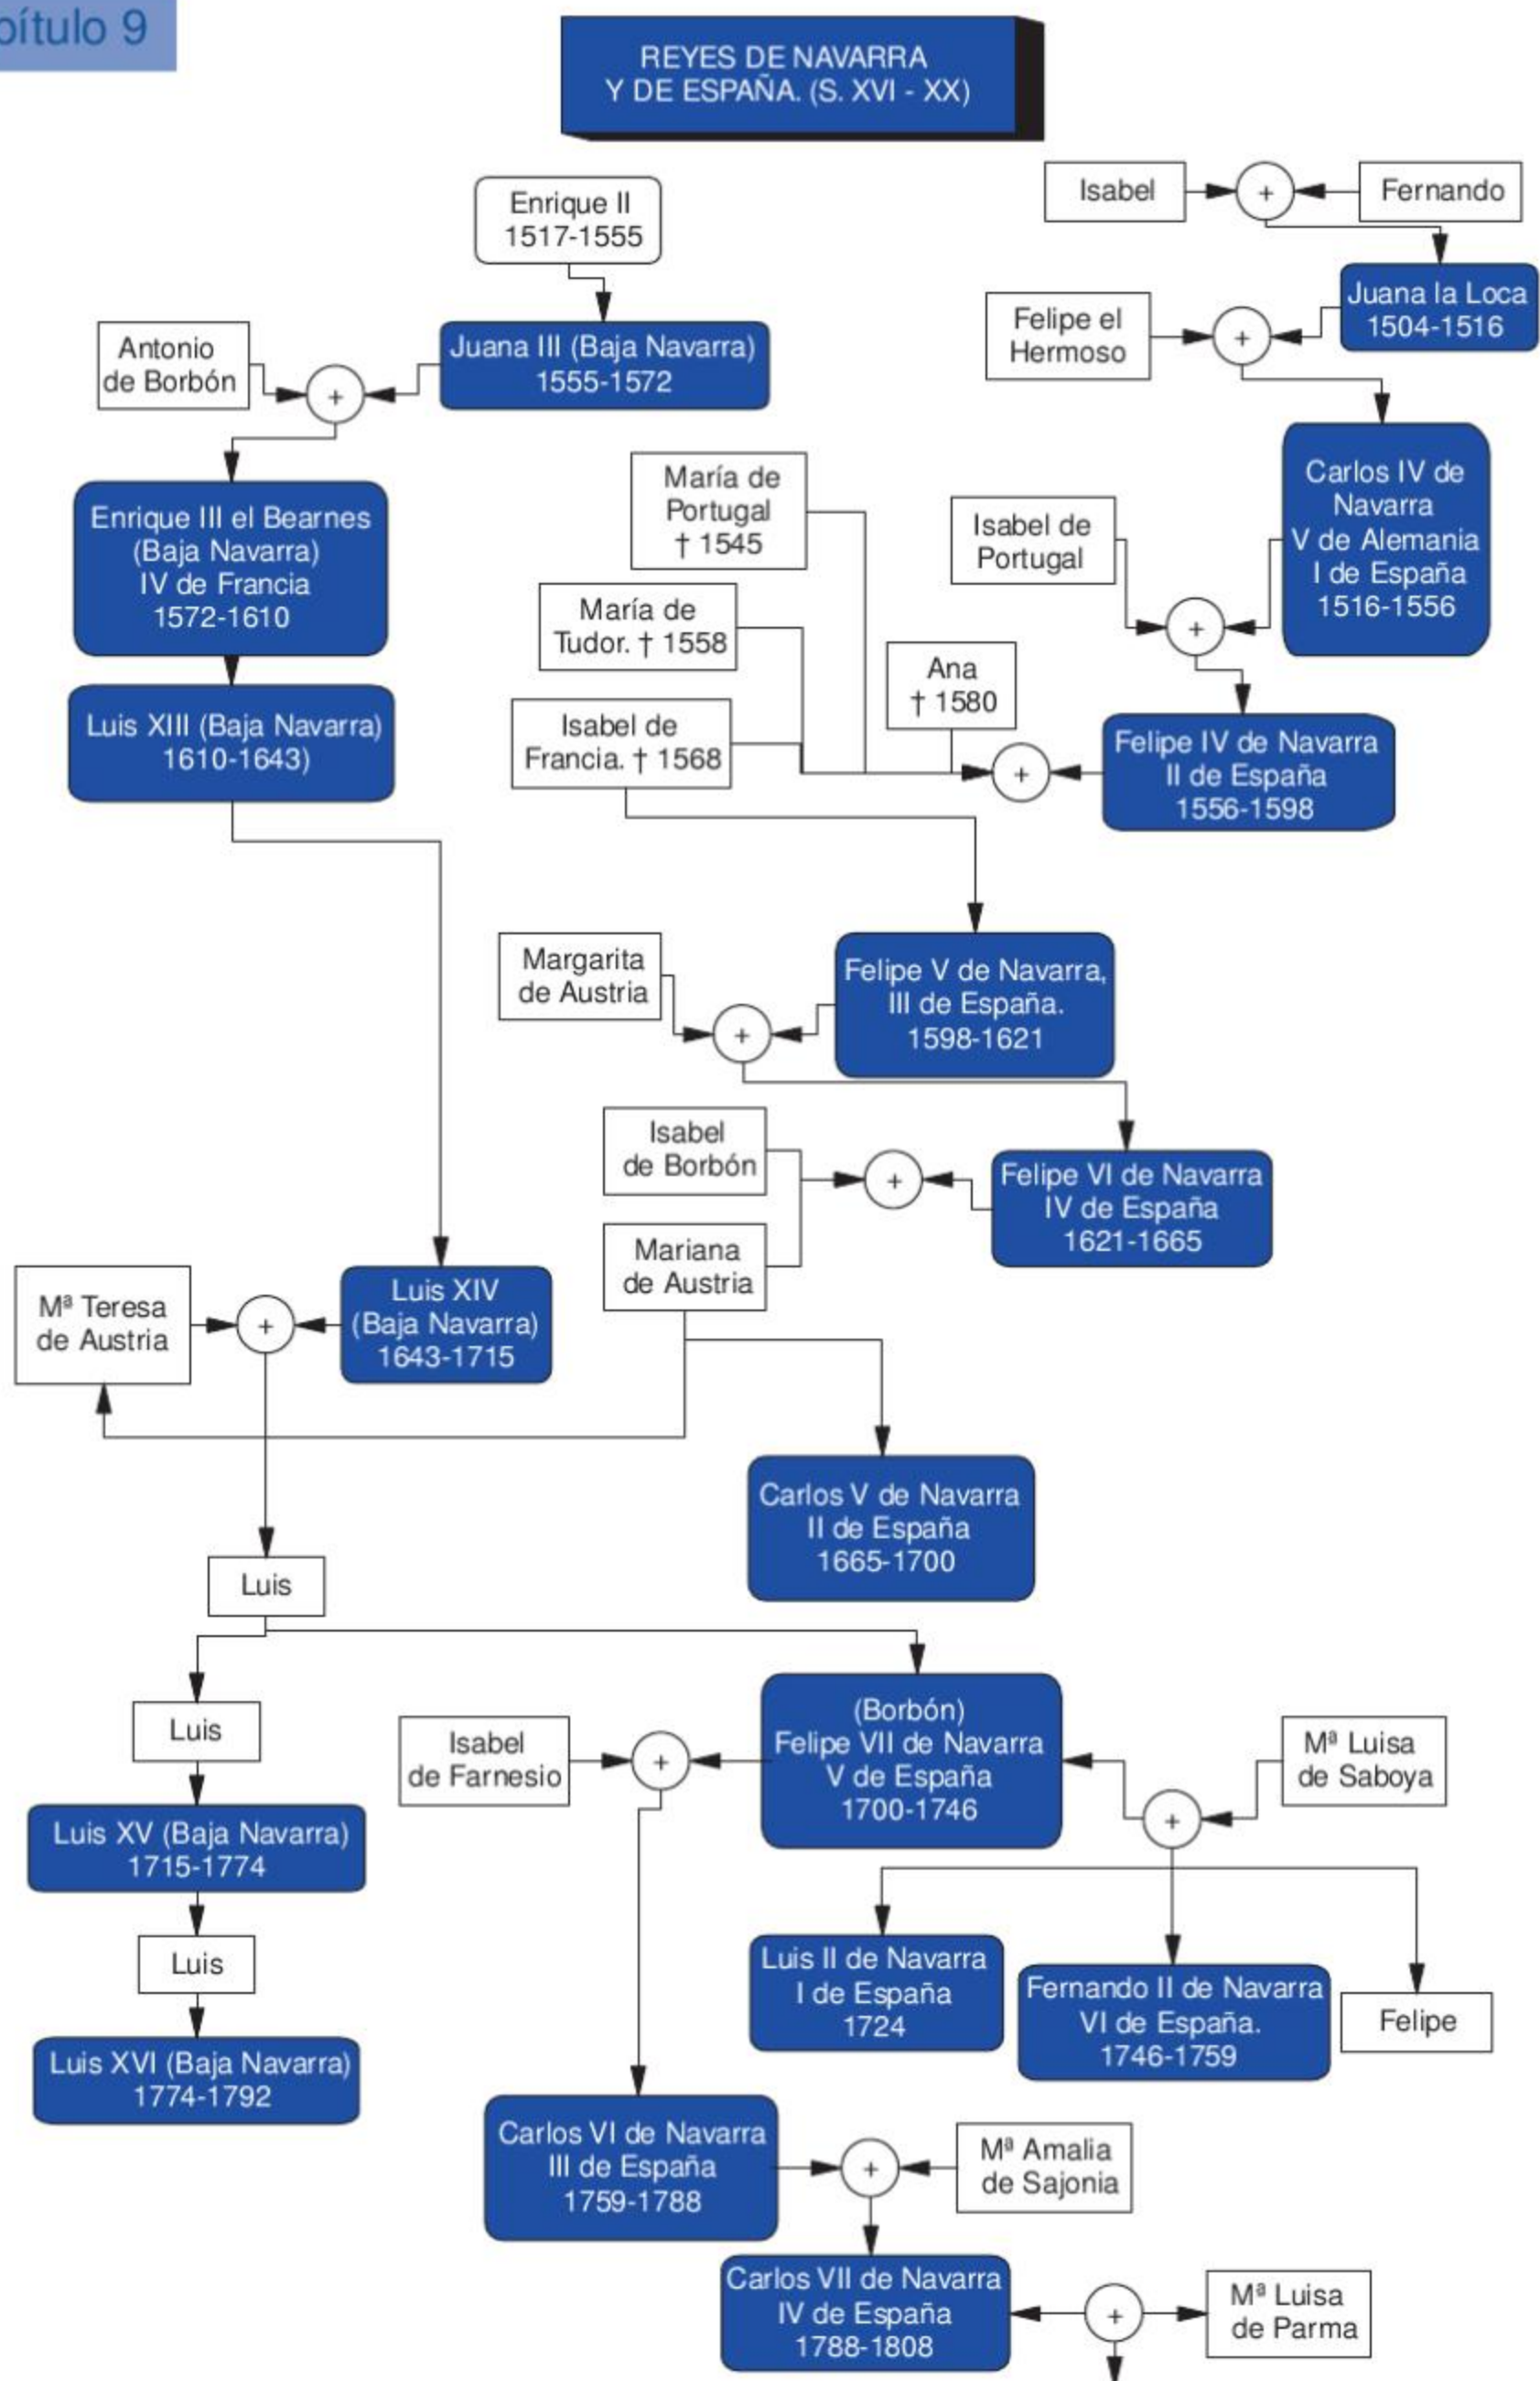 pítulo 9
REYES DE NAVARRA
Y DE ESPAÑA. (S. XVI - XX)
Isabel
+
Fernando
Enrique II
1517-1555
Juana la Loca
1504-1516
Felipe el
Hermoso
+
Antonio
de Borbón
+
Juana III (Baja Navarra)
1555-1572
Carlos IV de
Navarra
V de Alemania
I de España
1516-1556
María de
Portugal
† 1545
Isabel de
Portugal
+
Enrique III el Bearnes
(Baja Navarra)
IV de Francia
1572-1610
María de
Tudor. † 1558
Ana
† 1580
Luis XIII (Baja Navarra)
1610-1643)
Isabel de
Francia. † 1568
+
Felipe IV de Navarra
II de España
1556-1598
Margarita
de Austria
+
Felipe V de Navarra,
III de España.
1598-1621
Isabel
de Borbón
+
Felipe VI de Navarra
IV de España
1621-1665
Mariana
de Austria
Mª Teresa
de Austria
+
Luis XIV
(Baja Navarra)
1643-1715
Carlos V de Navarra
II de España
1665-1700
Luis
Luis
Isabel
de Farnesio
+
(Borbón)
Felipe VII de Navarra
V de España
1700-1746
+
Mª Luisa
de Saboya
Luis XV (Baja Navarra)
1715-1774
Luis
Luis II de Navarra
I de España
1724
Fernando II de Navarra
VI de España.
1746-1759
Felipe
Luis XVI (Baja Navarra)
1774-1792
Carlos VI de Navarra
III de España
1759-1788
+
Mª Amalia
de Sajonia
Carlos VII de Navarra
IV de España
1788-1808
+
Mª Luisa
de Parma